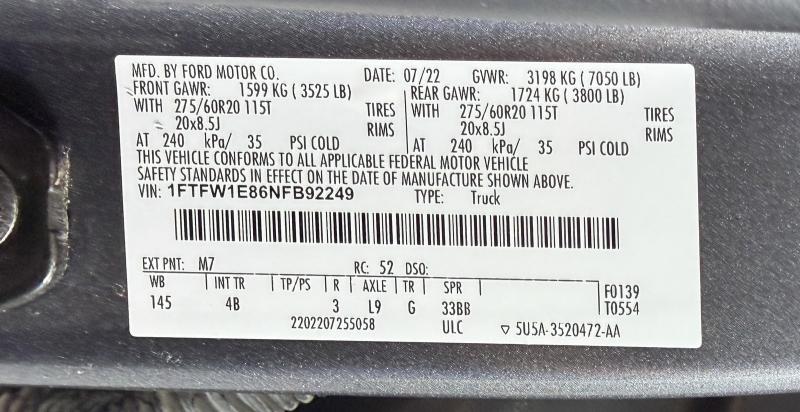 MFD. BY FORD MOTOR CO. DATE: 07/22 GVWR: 3198 KG ( 7050 LB)
FRONT GAWR: 1599 KG ( 3525 LB) REAR GAWR: 1724 KG ( 3800 LB)
WITH 275/60R20 115T TIRES WITH 275/60R20 115T TIRES
20x8.5J RIMS 20x8.5J RIMS
AT 240 kPa/ 35 PSI COLD AT 240 kPa/ 35 PSI COLD
THIS VEHICLE CONFORMS TO ALL APPLICABLE FEDERAL MOTOR VEHICLE
SAFETY STANDARDS IN EFFECT ON THE DATE OF MANUFACTURE SHOWN ABOVE.
VIN: 1FTFW1E86NFB92249 TYPE: Truck
EXT PNT: M7 RC: 52 DSO:
WB INT TR TP/PS R AXLE TR SPR F0139
145 4B 3 L9 G 33BB T0554
2202207255058 ULC ▽ 5U5A-3520472-AA